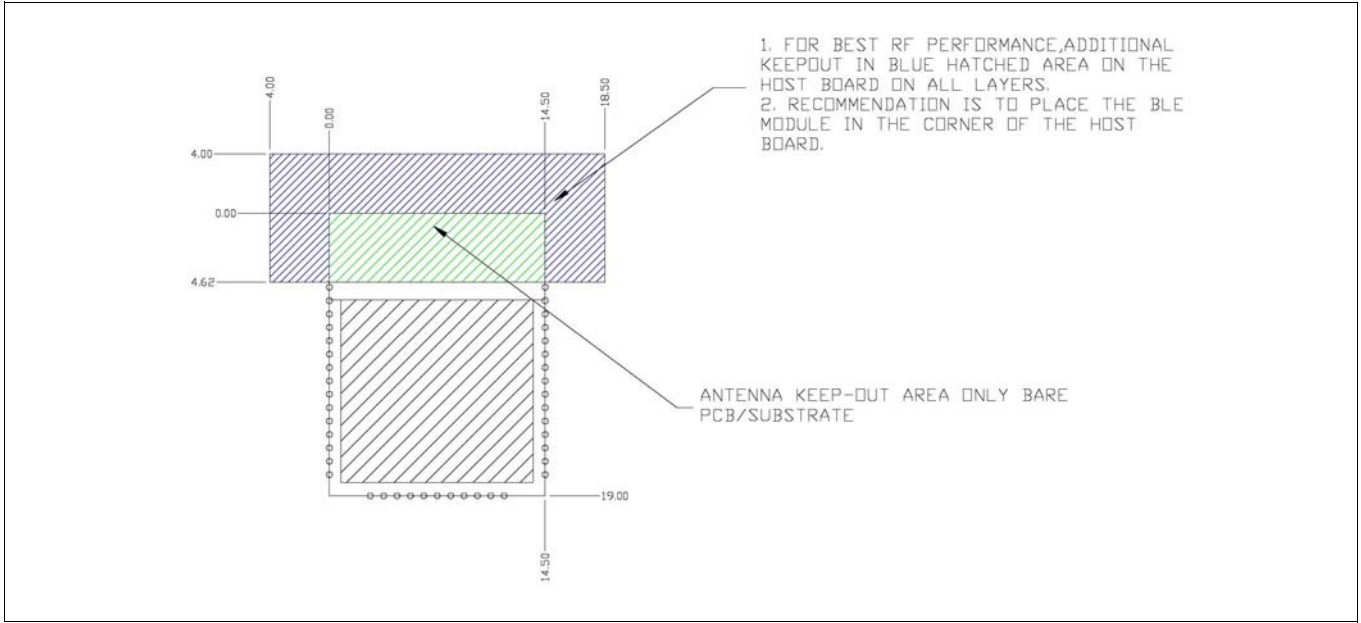 1. FOR BEST RF PERFORMANCE,ADDITIONAL
KEEPOUT IN BLUE HATCHED AREA ON THE
HOST BOARD ON ALL LAYERS.
2. RECOMMENDATION IS TO PLACE THE BLE
MODULE IN THE CORNER OF THE HOST
BOARD.
4.00
0.00
14.50
18.50
4.00
0.00
4.62
ANTENNA KEEP-OUT AREA ONLY BARE
PCB/SUBSTRATE
19.00
14.50